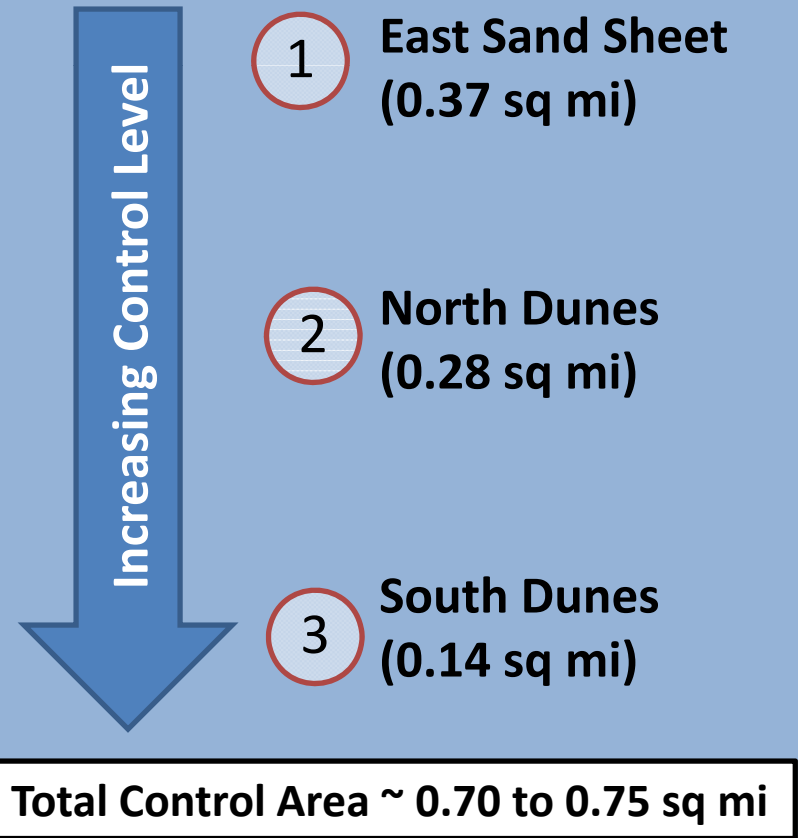 Increasing Control Level
1
East Sand Sheet
(0.37 sq mi)
2
North Dunes
(0.28 sq mi)
3
South Dunes
(0.14 sq mi)
Total Control Area ~ 0.70 to 0.75 sq mi